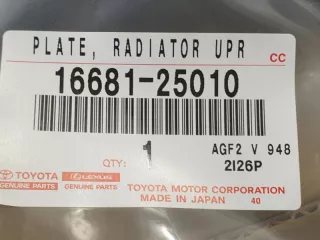 PLATE, RADIATOR UPR
CC
16681-25010
QTY: 1
AGF2 V 948
2I26P
TOYOTA LEXUS
GENUINE PARTS GENUINE PARTS
TOYOTA MOTOR CORPORATION
MADE IN JAPAN 40